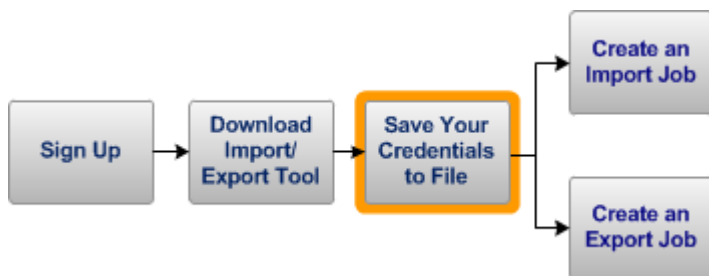 Sign Up
Download
Import/
Export Tool
Save Your
Credentials
to File
Create an
Import Job
Create an
Export Job